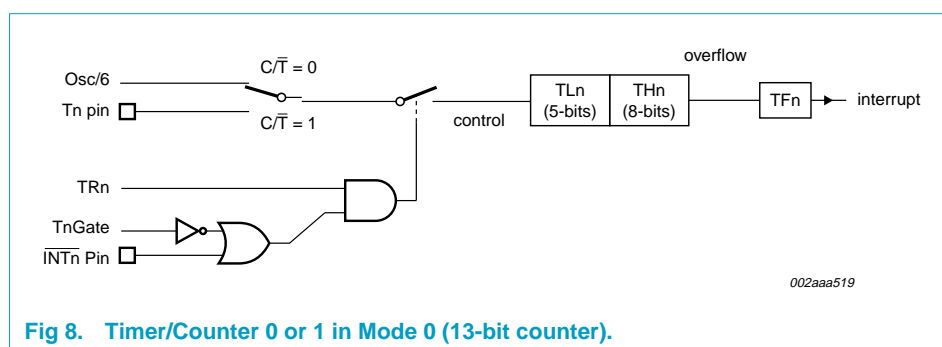 overflow
Osc/6
C/T̅ = 0
Tn pin
C/T̅ = 1
control
TLn
(5-bits)
THn
(8-bits)
TFn
interrupt
TRn
TnGate
I̅N̅T̅n̅ Pin
002aaa519
Fig 8. Timer/Counter 0 or 1 in Mode 0 (13-bit counter).